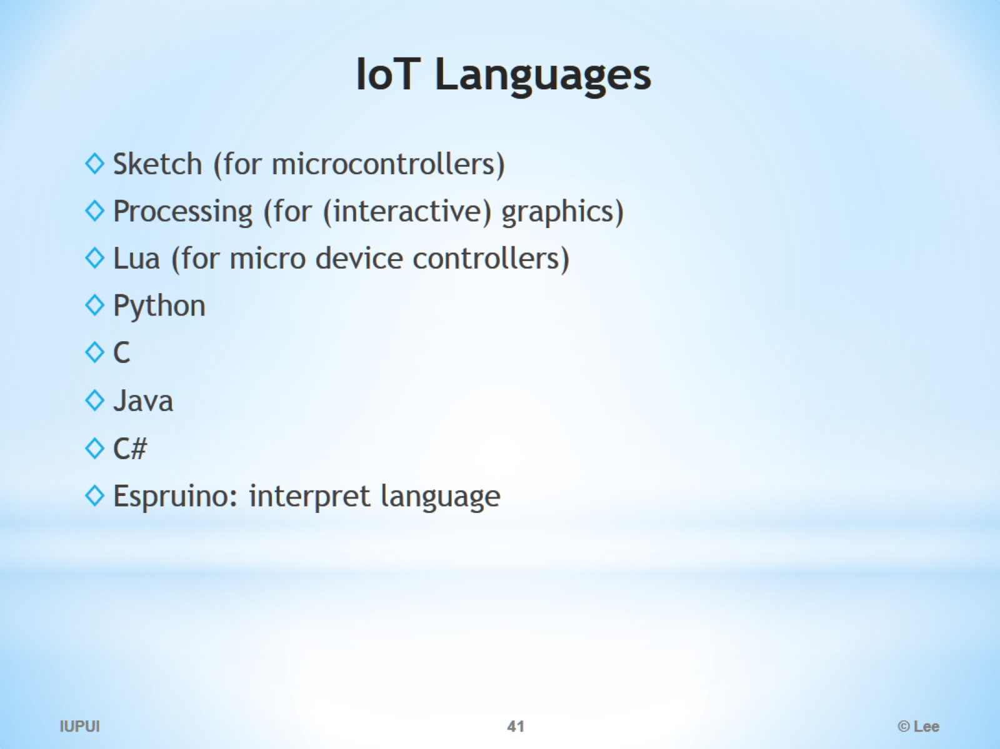 IoT Languages
◇ Sketch (for microcontrollers)
◇ Processing (for (interactive) graphics)
◇ Lua (for micro device controllers)
◇ Python
◇ C
◇ Java
◇ C#
◇ Espruino: interpret language
IUPUI 41 © Lee